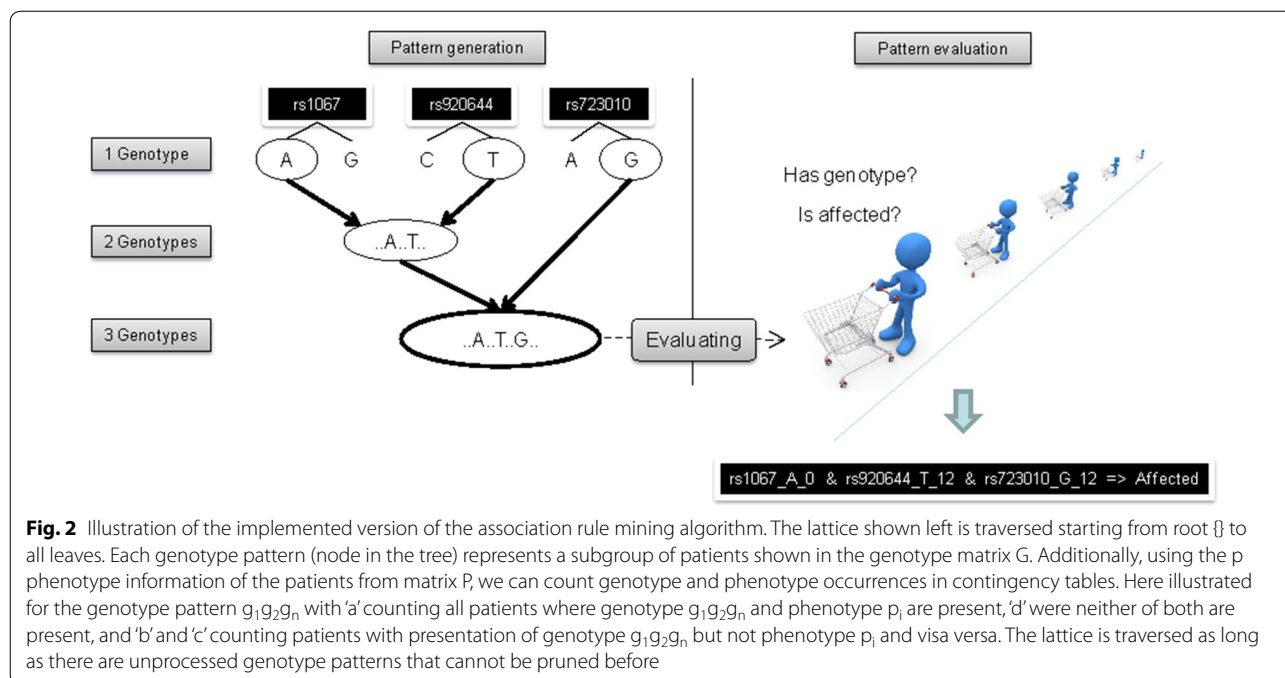 Pattern generation
Pattern evaluation
rs1067
rs920644
rs723010
1 Genotype
A
G
C
T
A
G
Has genotype?
Is affected?
2 Genotypes
..A..T..
3 Genotypes
..A..T..G..
Evaluating
rs1067_A_0 & rs920644_T_12 & rs723010_G_12 => Affected
Fig. 2 Illustration of the implemented version of the association rule mining algorithm. The lattice shown left is traversed starting from root {} to
all leaves. Each genotype pattern (node in the tree) represents a subgroup of patients shown in the genotype matrix G. Additionally, using the p
phenotype information of the patients from matrix P, we can count genotype and phenotype occurrences in contingency tables. Here illustrated
for the genotype pattern g₁g₂gₙ with ‘a’ counting all patients where genotype g₁g₂gₙ and phenotype pᵢ are present, ‘d’ were neither of both are
present, and ‘b’ and ‘c’ counting patients with presentation of genotype g₁g₂gₙ but not phenotype pᵢ and visa versa. The lattice is traversed as long
as there are unprocessed genotype patterns that cannot be pruned before